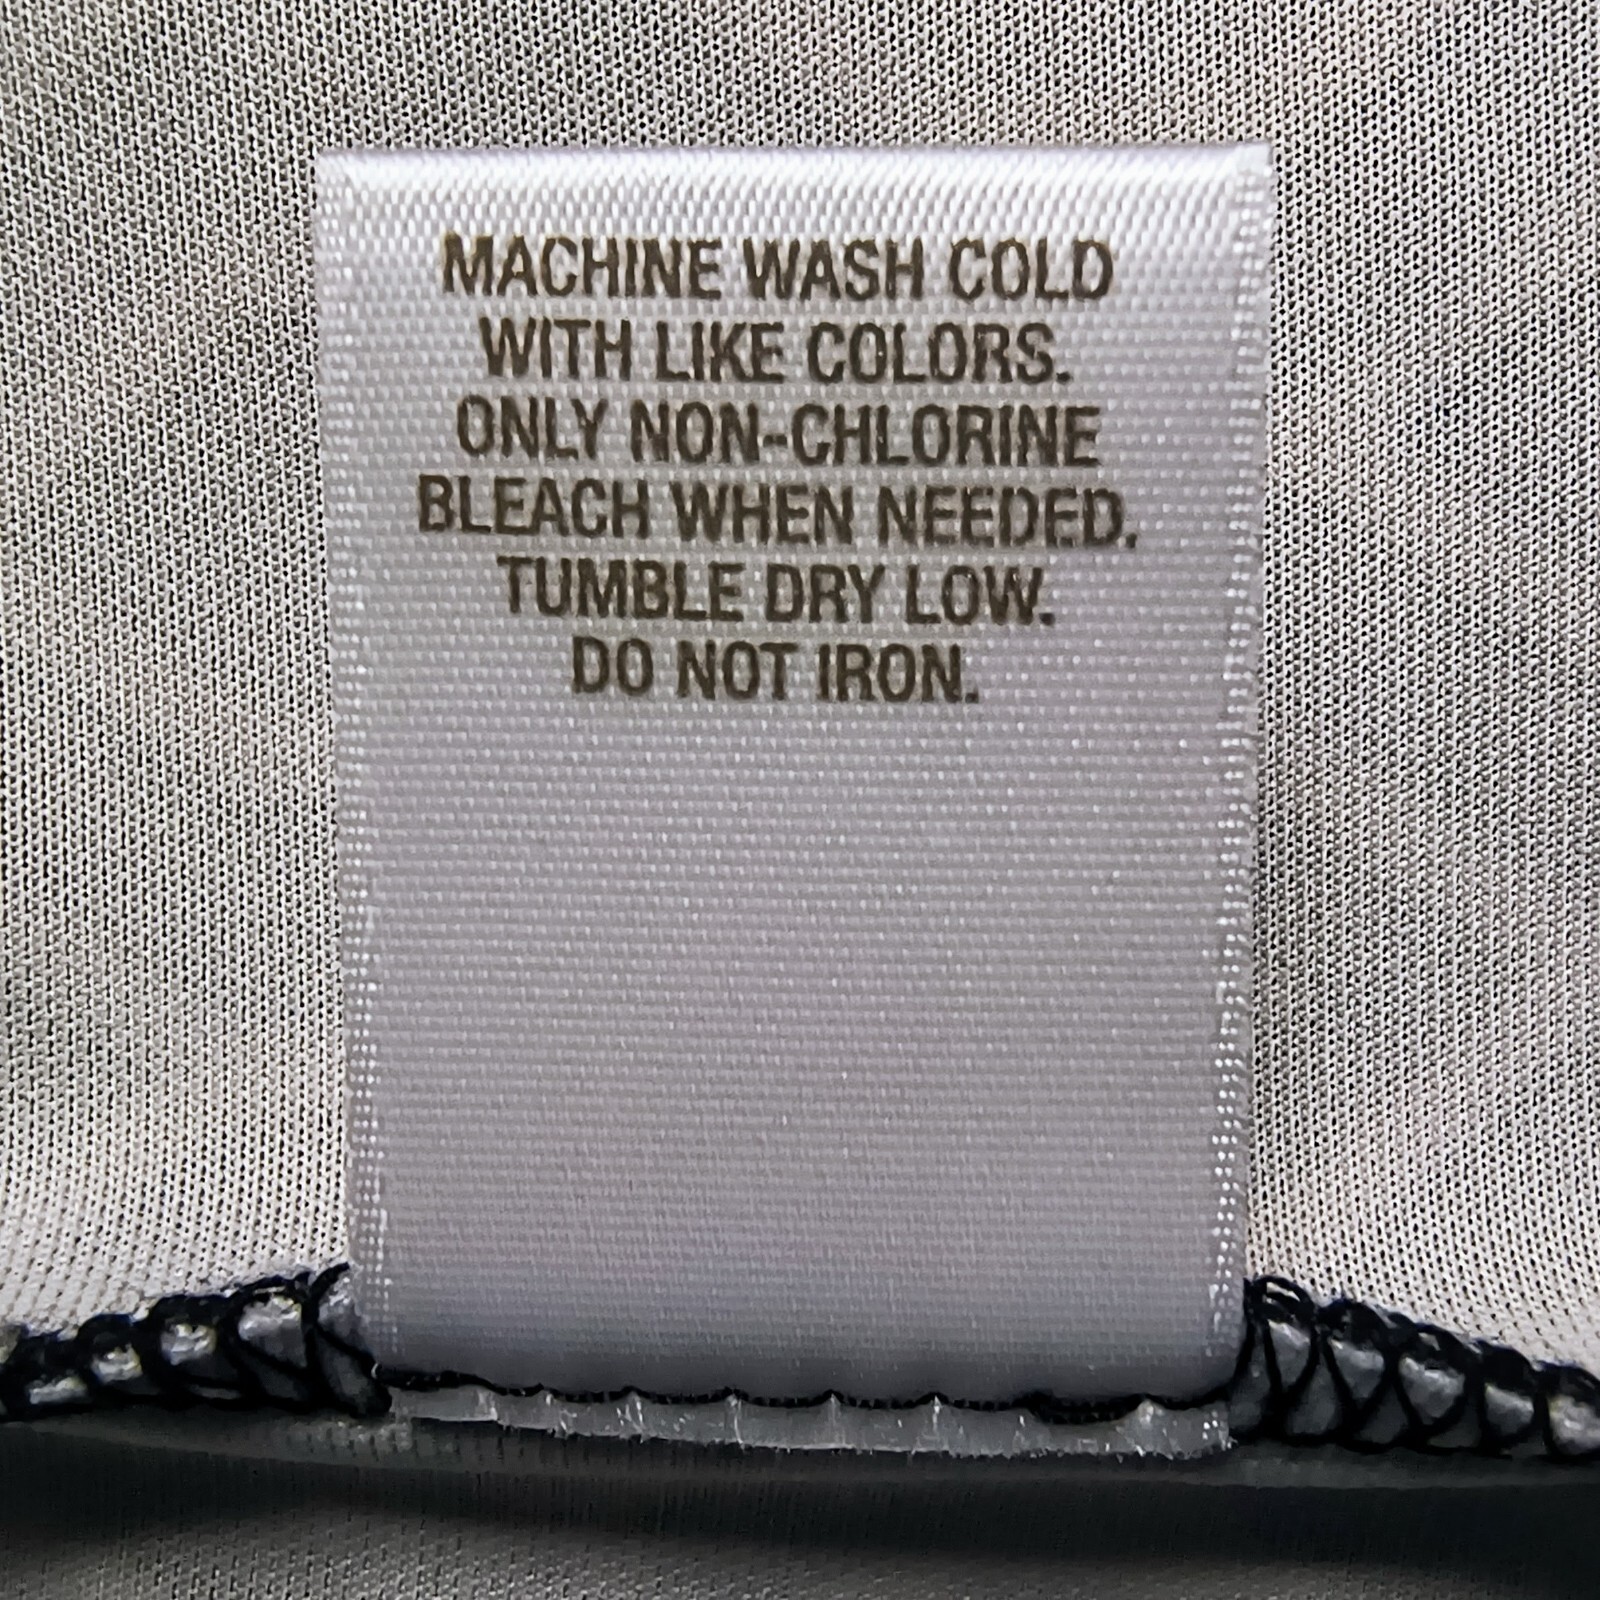 MACHINE WASH COLD
WITH LIKE COLORS.
ONLY NON-CHLORINE
BLEACH WHEN NEEDED.
TUMBLE DRY LOW.
DO NOT IRON.